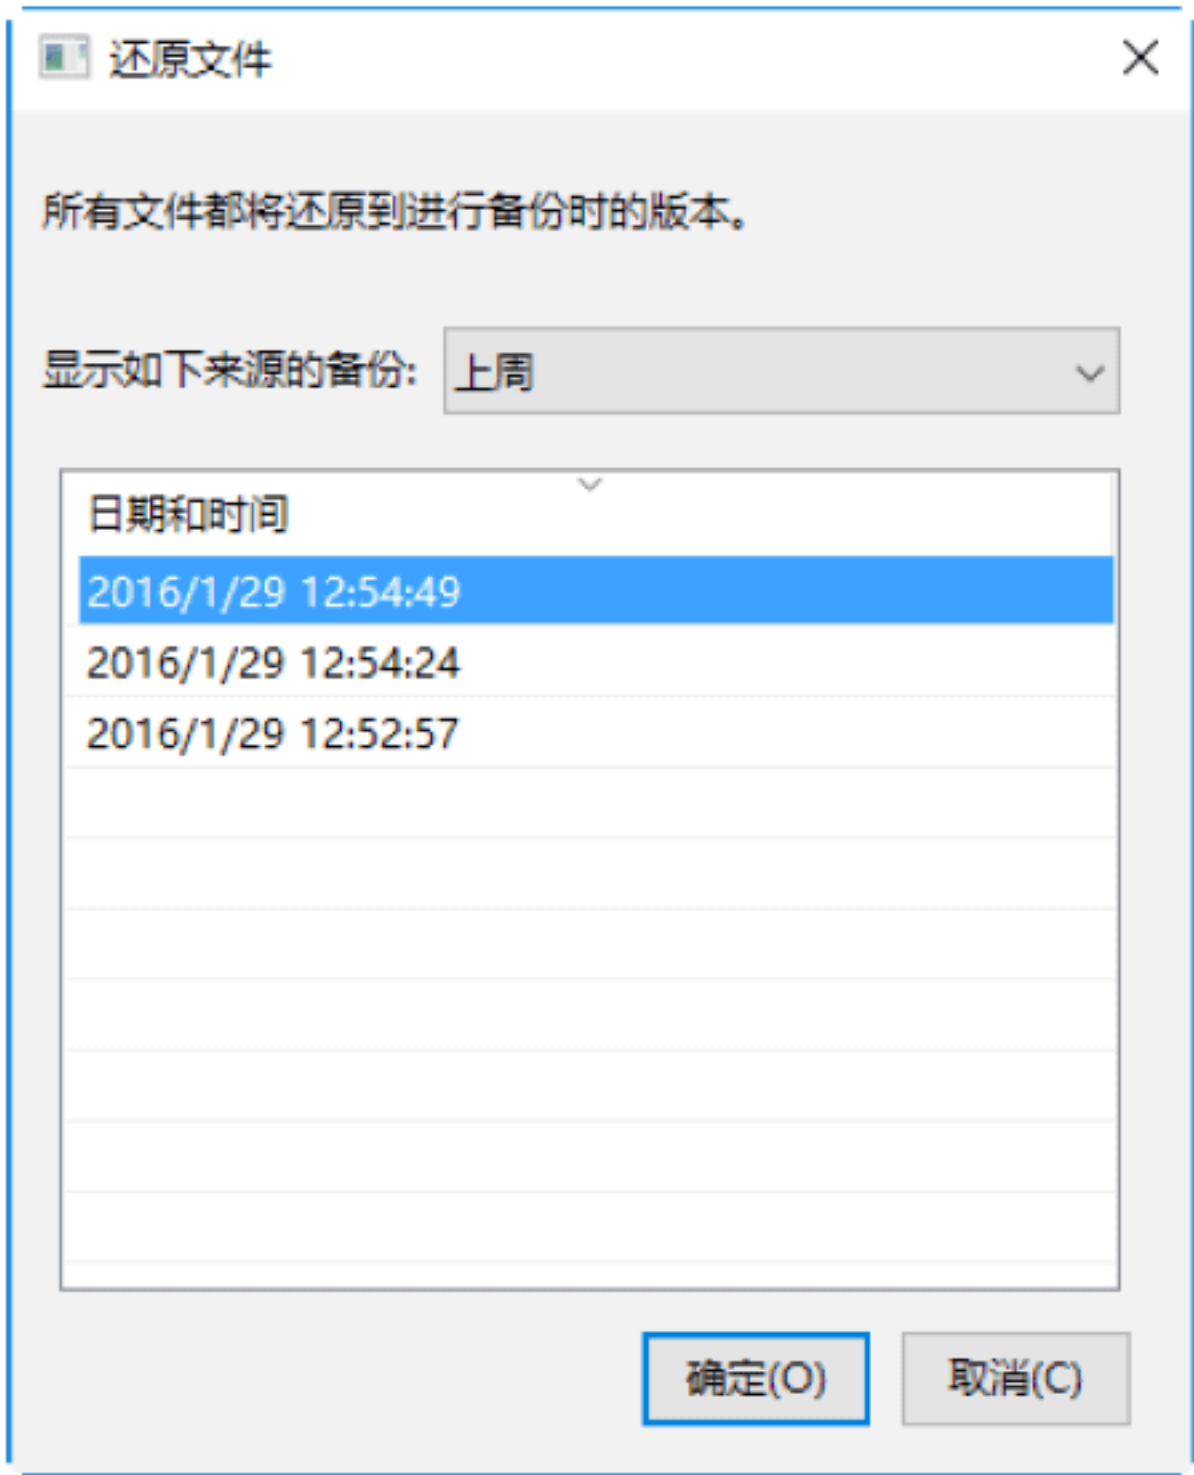 还原文件
所有文件都将还原到进行备份时的版本。
显示如下来源的备份: 上周
日期和时间
2016/1/29 12:54:49
2016/1/29 12:54:24
2016/1/29 12:52:57
确定(O) 取消(C)